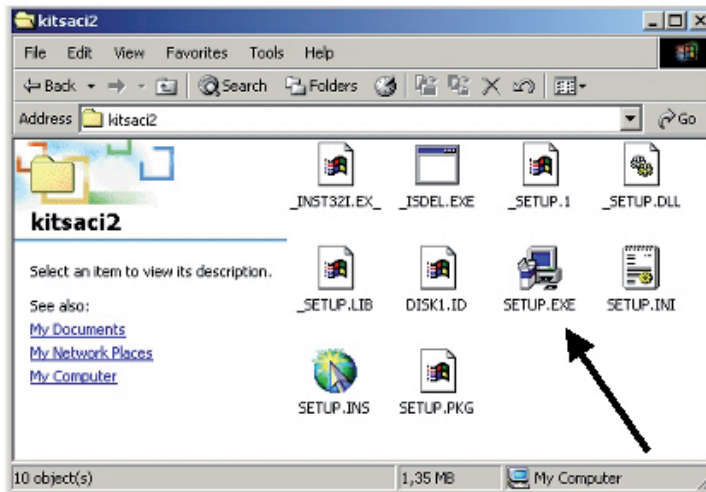 kitsaci2
File Edit View Favorites Tools Help
Back Search Folders
Address kitsaci2 Go
kitsaci2
Select an item to view its description.
See also:
My Documents
My Network Places
My Computer
_INST32I.EX_ _ISDEL.EXE _SETUP.1 _SETUP.DLL
_SETUP.LIB DISK1.ID SETUP.EXE SETUP.INI
SETUP.INS SETUP.PKG
10 object(s) 1,35 MB My Computer